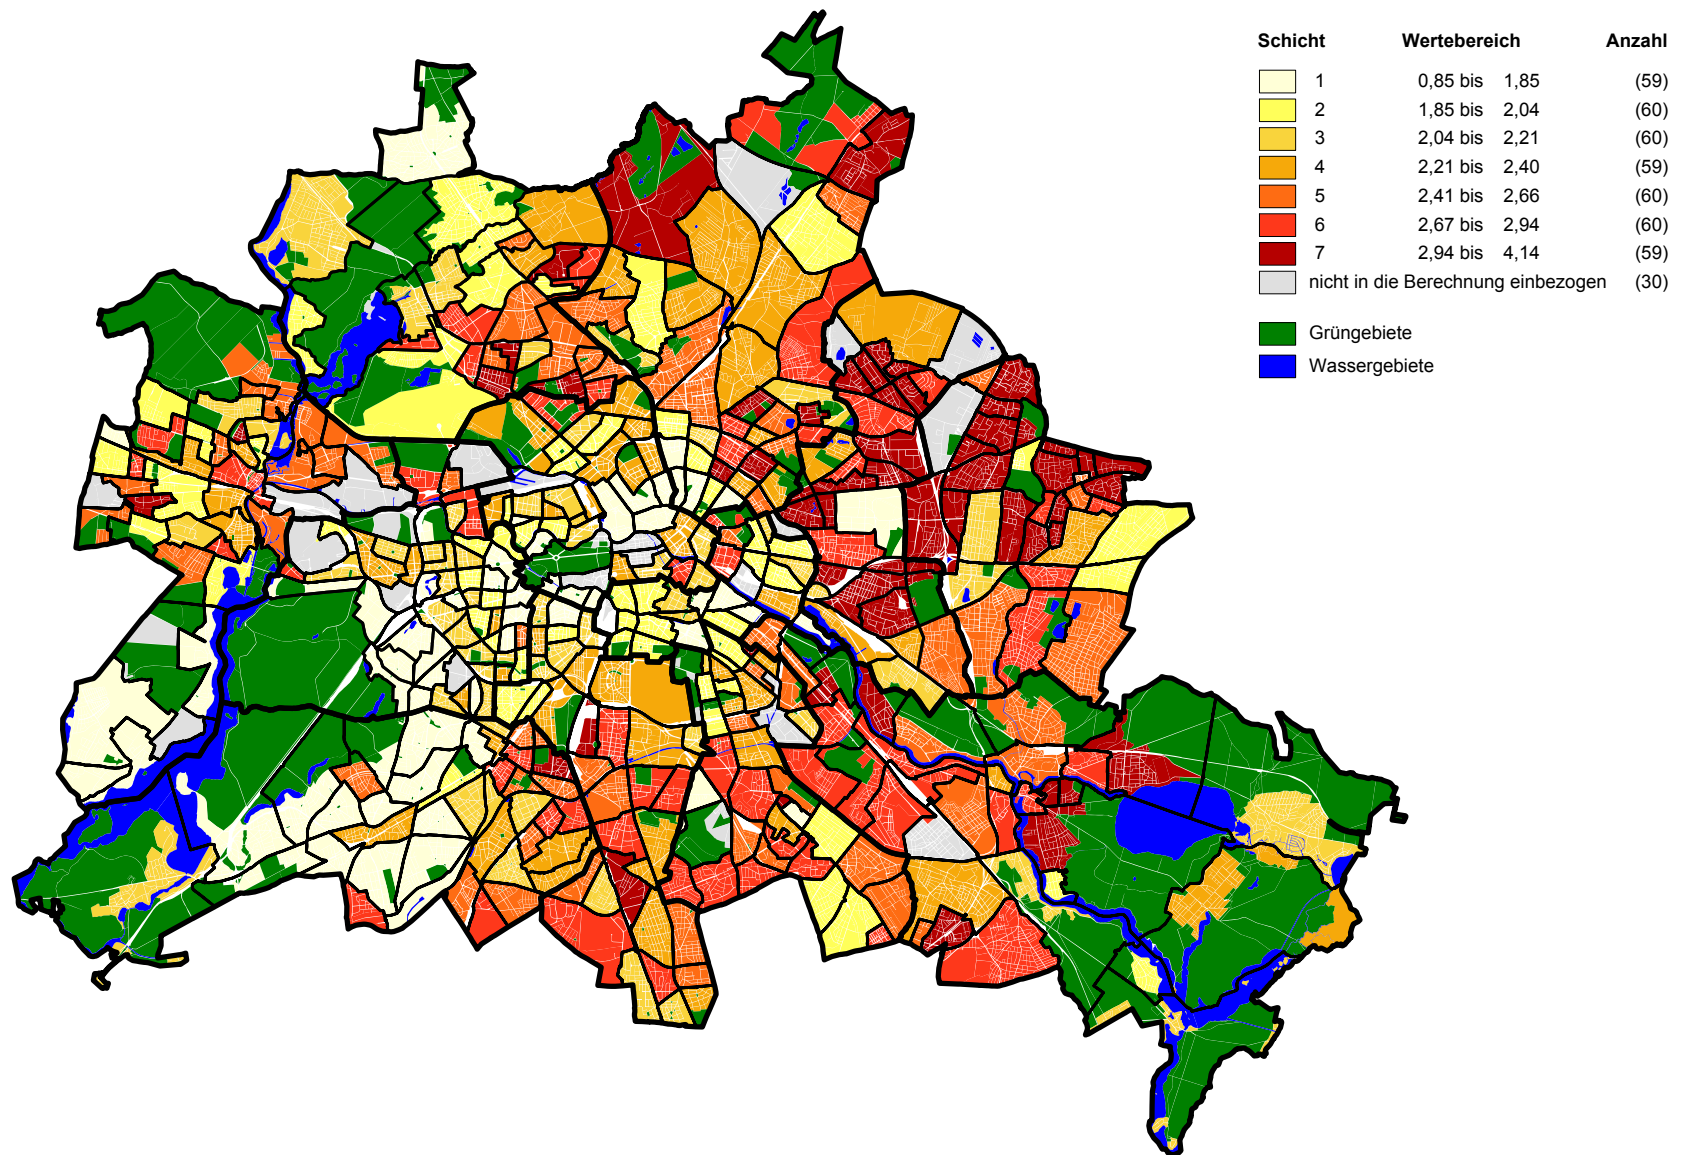 Schicht Wertebereich Anzahl
1 0,85 bis 1,85 (59)
2 1,85 bis 2,04 (60)
3 2,04 bis 2,21 (60)
4 2,21 bis 2,40 (59)
5 2,41 bis 2,66 (60)
6 2,67 bis 2,94 (60)
7 2,94 bis 4,14 (59)
nicht in die Berechnung einbezogen (30)
Grüngebiete
Wassergebiete